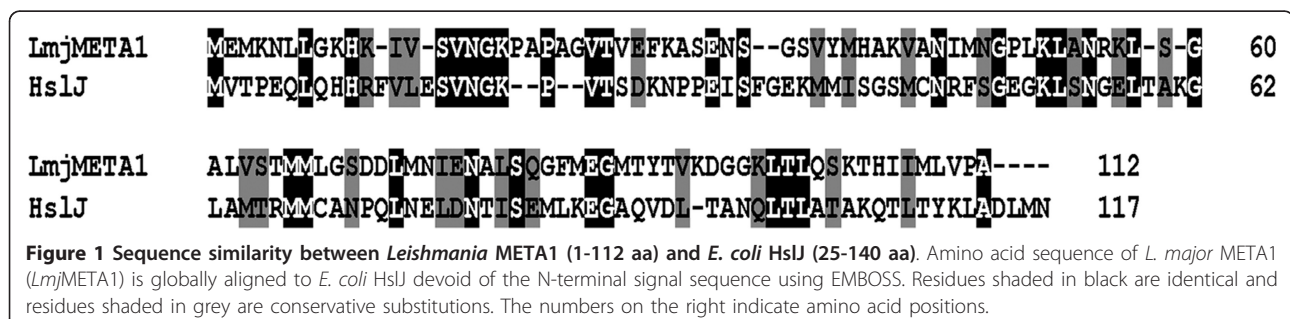 LmjMETA1 MEMKNLLGKHK-IV-SVNGKPAPAGVTVEFKASENS--GSVYMHAKVANIMNGPLKLANRKL-S-G 60
HslJ MVTPEQLQHHRFVLESVNGK--P--VTSDKNPPEISFGEKMMISGSMCNRFSGEGKLSNGELTAKG 62
LmjMETA1 ALVSTMMLGSDDLMNIENALSQGFMEGMTYTVKDGGKLTLQSKTHIIMLVPA---- 112
HslJ LAMTRMMCANPQLNELDNTISEMLKEGAQVDL-TANQLTLATAKQTLTYKLADLMN 117
Figure 1 Sequence similarity between Leishmania META1 (1-112 aa) and E. coli HslJ (25-140 aa). Amino acid sequence of L. major META1
(LmjMETA1) is globally aligned to E. coli HslJ devoid of the N-terminal signal sequence using EMBOSS. Residues shaded in black are identical and
residues shaded in grey are conservative substitutions. The numbers on the right indicate amino acid positions.